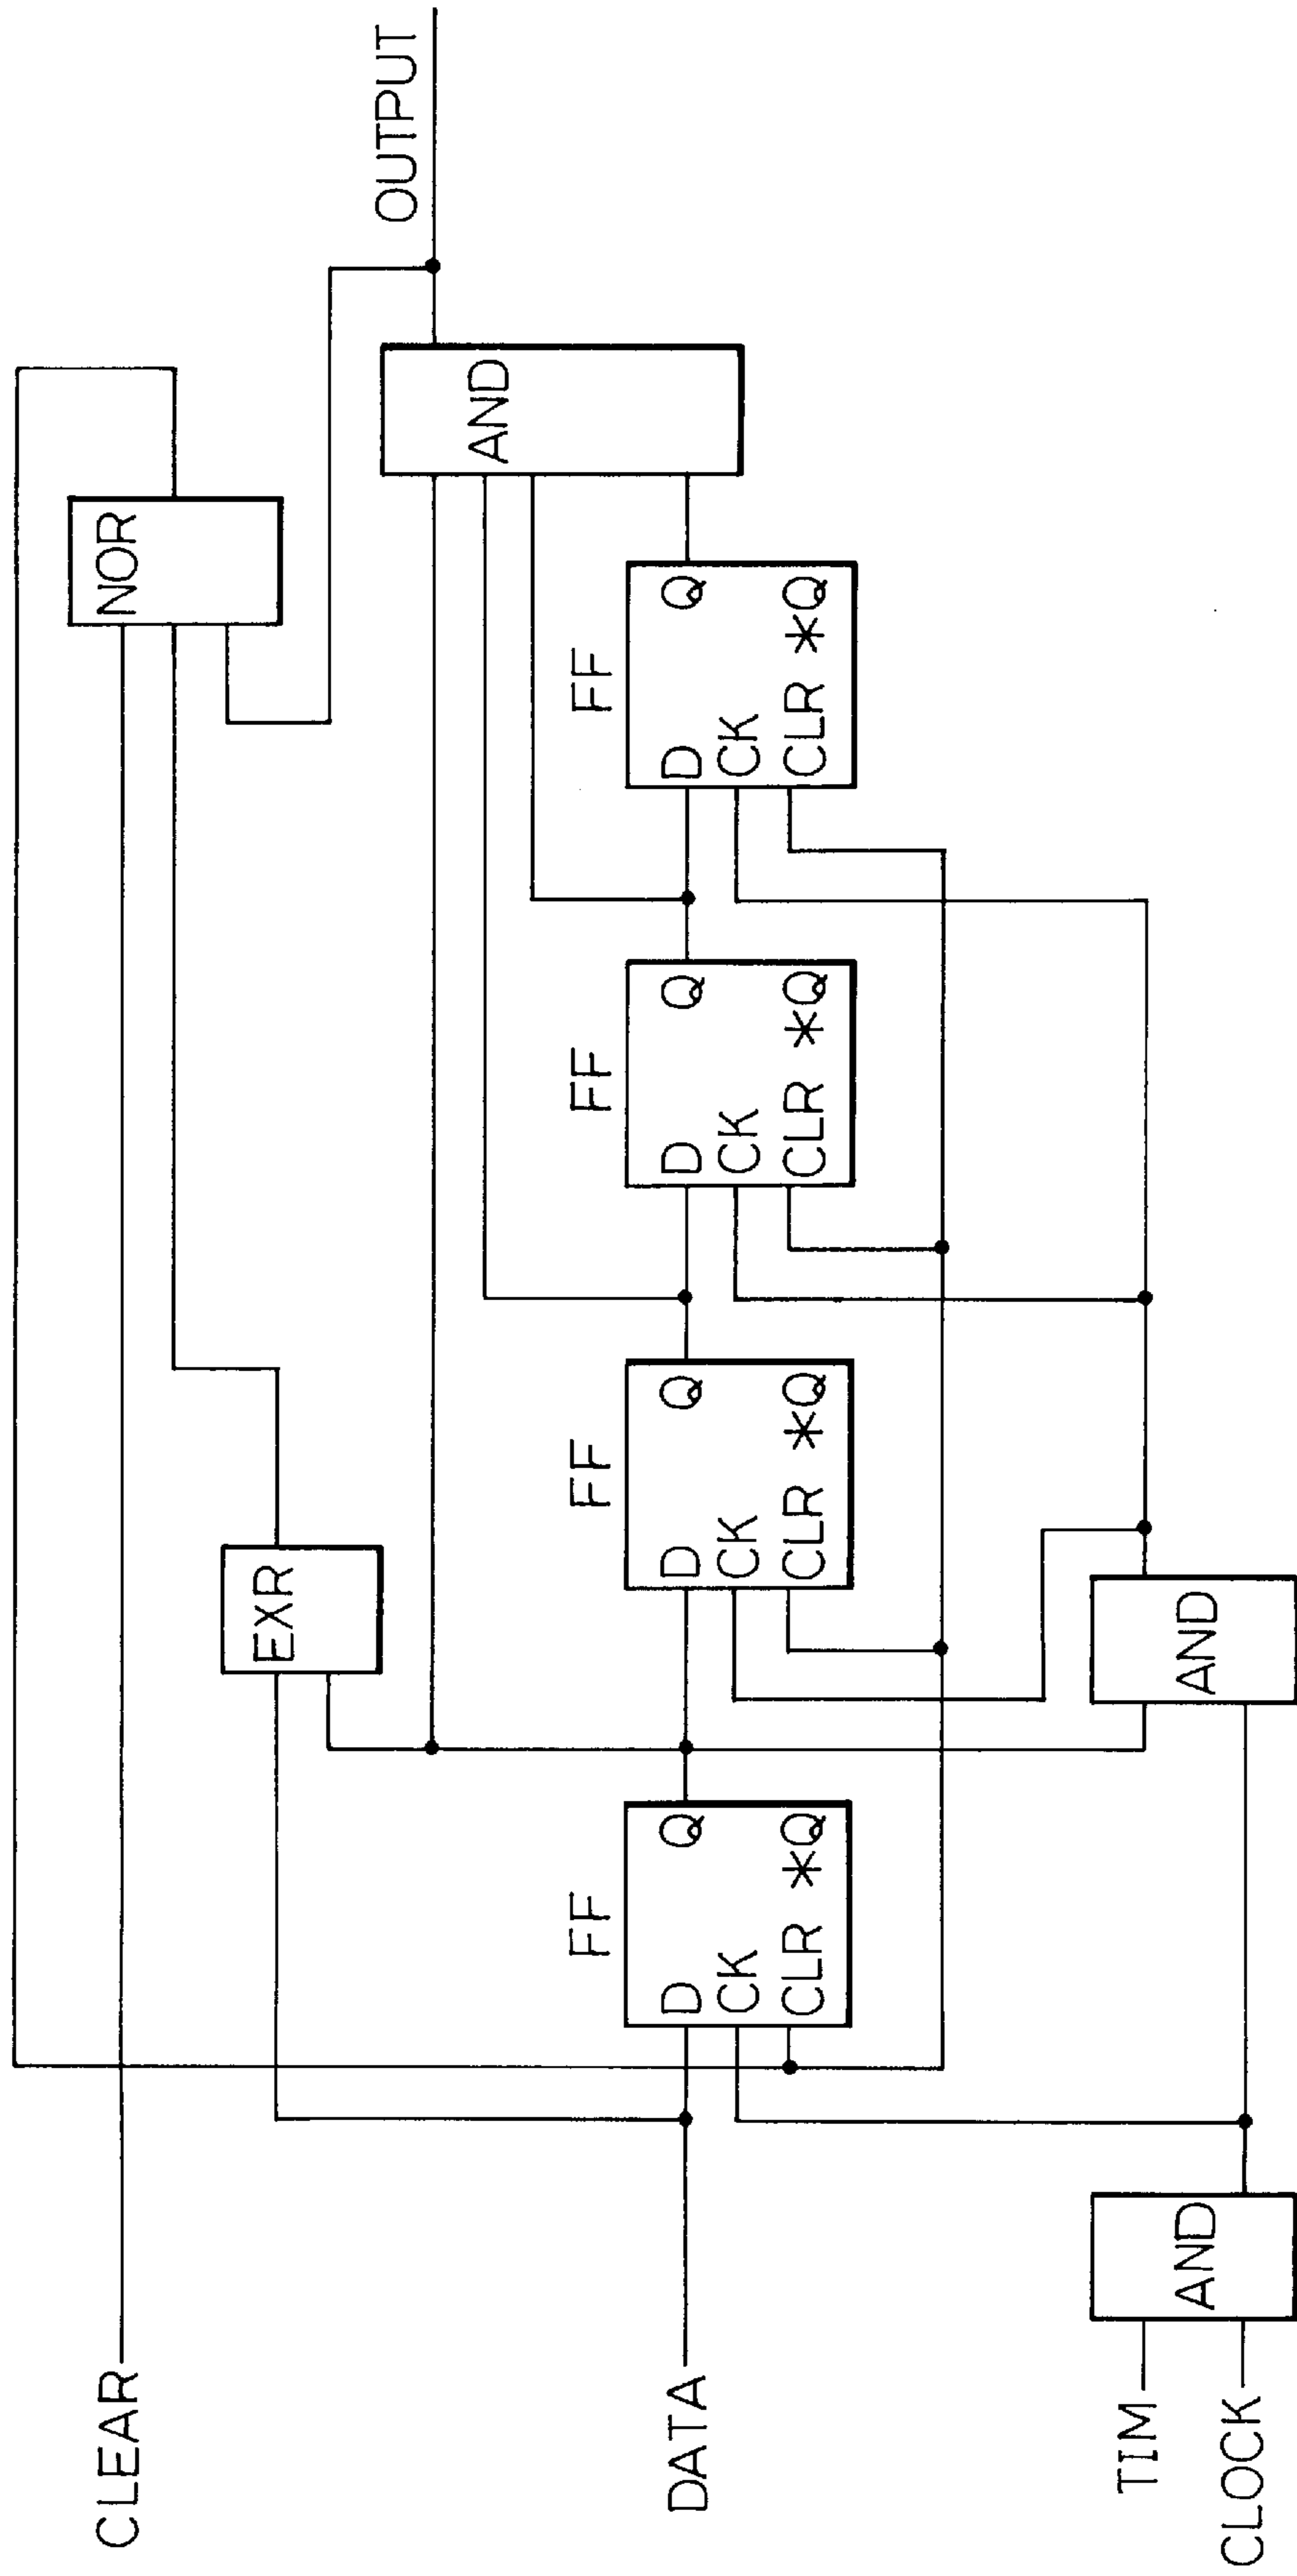 CLEAR
NOR
EXR
OUTPUT
AND
FF
FF
FF
FF
DATA
D
Q
D
Q
D
Q
D
Q
CK
CK
CK
CK
CLR *Q
CLR *Q
CLR *Q
CLR *Q
TIM
CLOCK
AND
AND